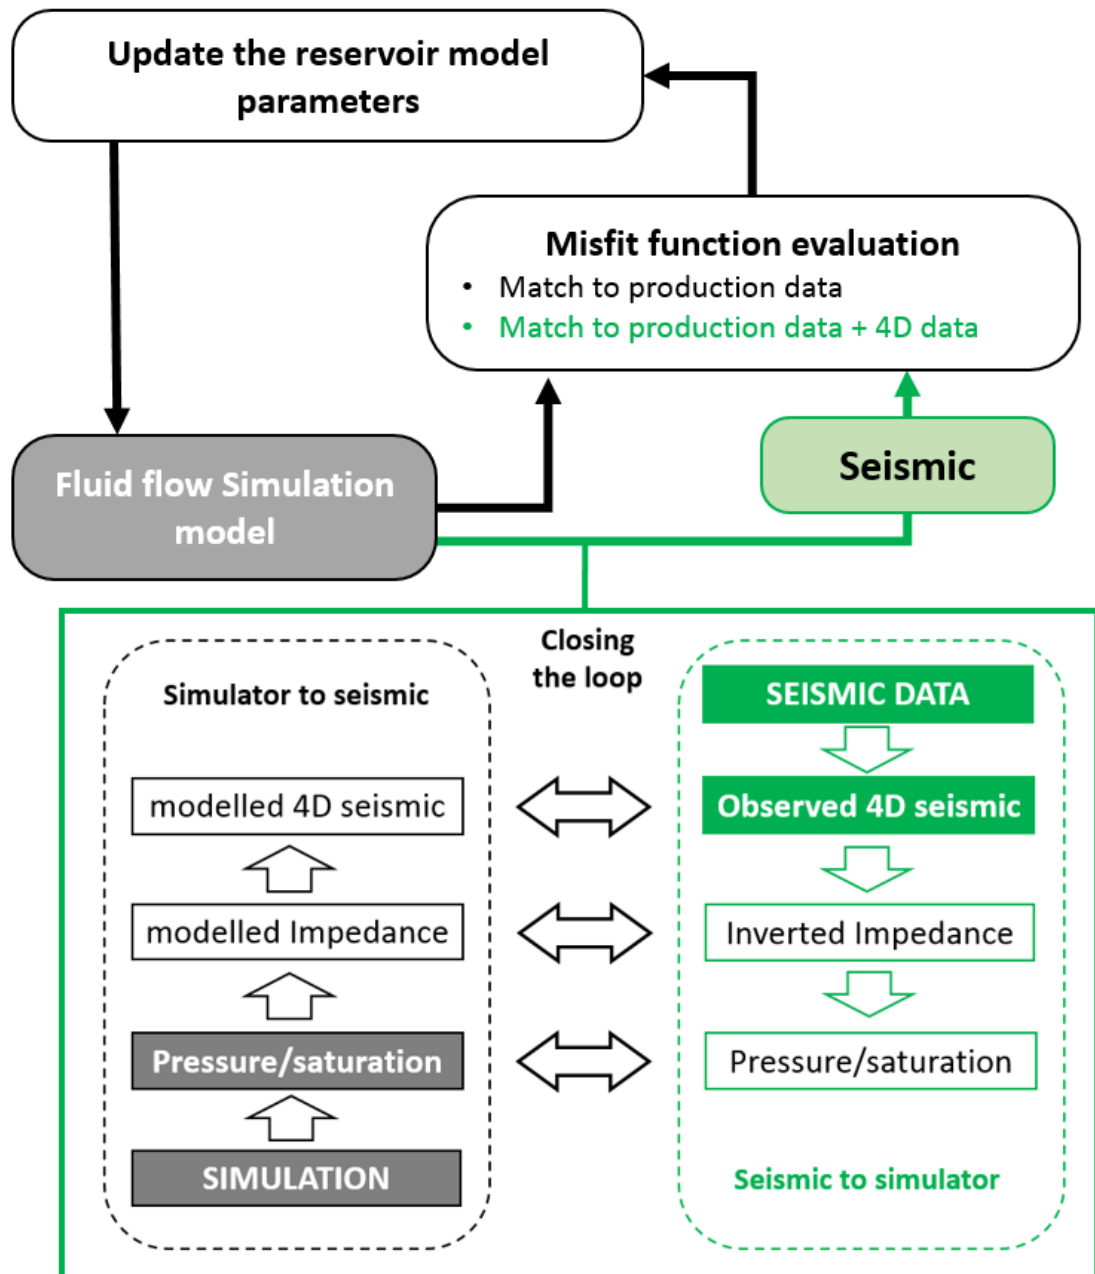 Update the reservoir model
parameters
Misfit function evaluation
• Match to production data
• Match to production data + 4D data
Fluid flow Simulation
model
Seismic
Closing
the loop
Simulator to seismic
modelled 4D seismic
modelled Impedance
Pressure/saturation
SIMULATION
SEISMIC DATA
Observed 4D seismic
Inverted Impedance
Pressure/saturation
Seismic to simulator